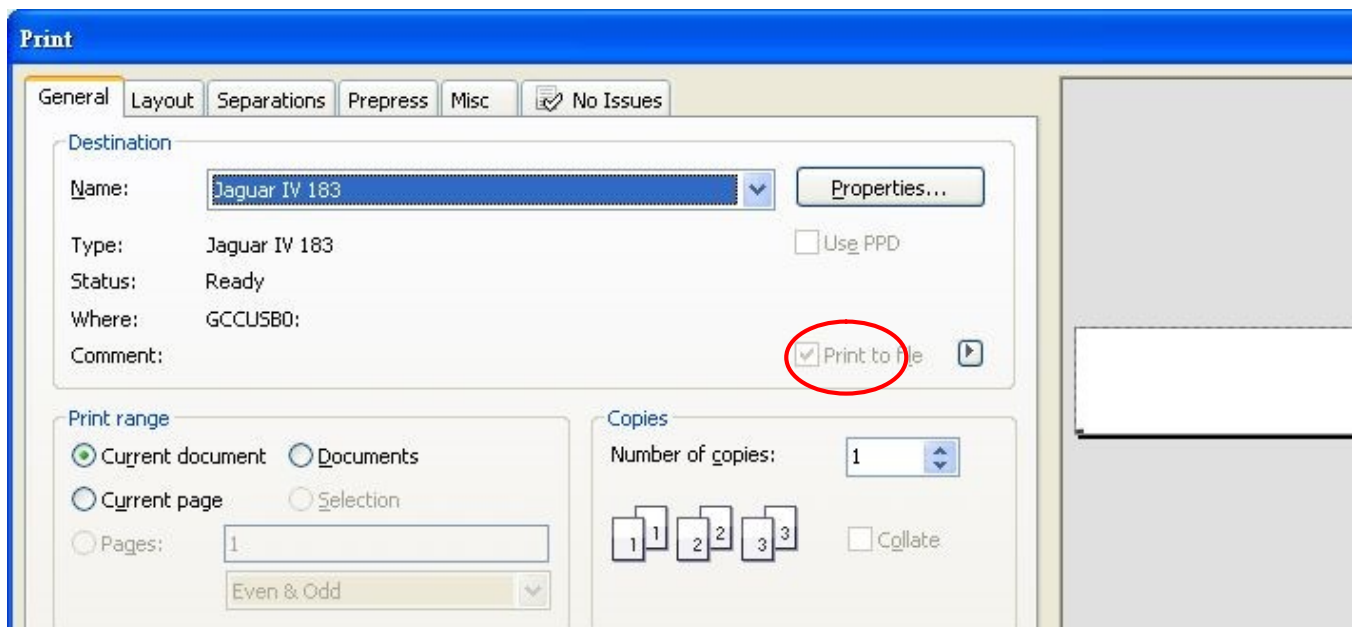 Print
General Layout Separations Prepress Misc No Issues
Destination
Name: Jaguar IV 183 Properties...
Type: Jaguar IV 183 Use PPD
Status: Ready
Where: GCCUSB0:
Comment: Print to file
Print range
Current document Documents
Current page Selection
Pages: 1
Even & Odd
Copies
Number of copies: 1
1 1 2 2 3 3
Collate